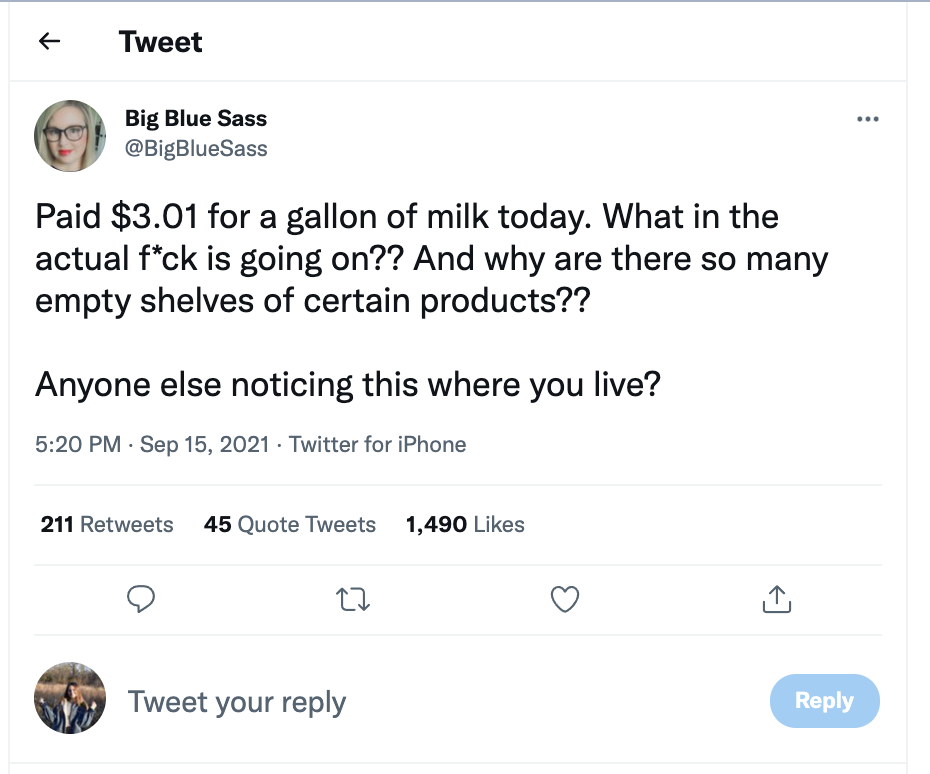 Tweet
Big Blue Sass
@BigBlueSass
Paid $3.01 for a gallon of milk today. What in the
actual f*ck is going on?? And why are there so many
empty shelves of certain products??
Anyone else noticing this where you live?
5:20 PM · Sep 15, 2021 · Twitter for iPhone
211 Retweets 45 Quote Tweets 1,490 Likes
Tweet your reply
Reply